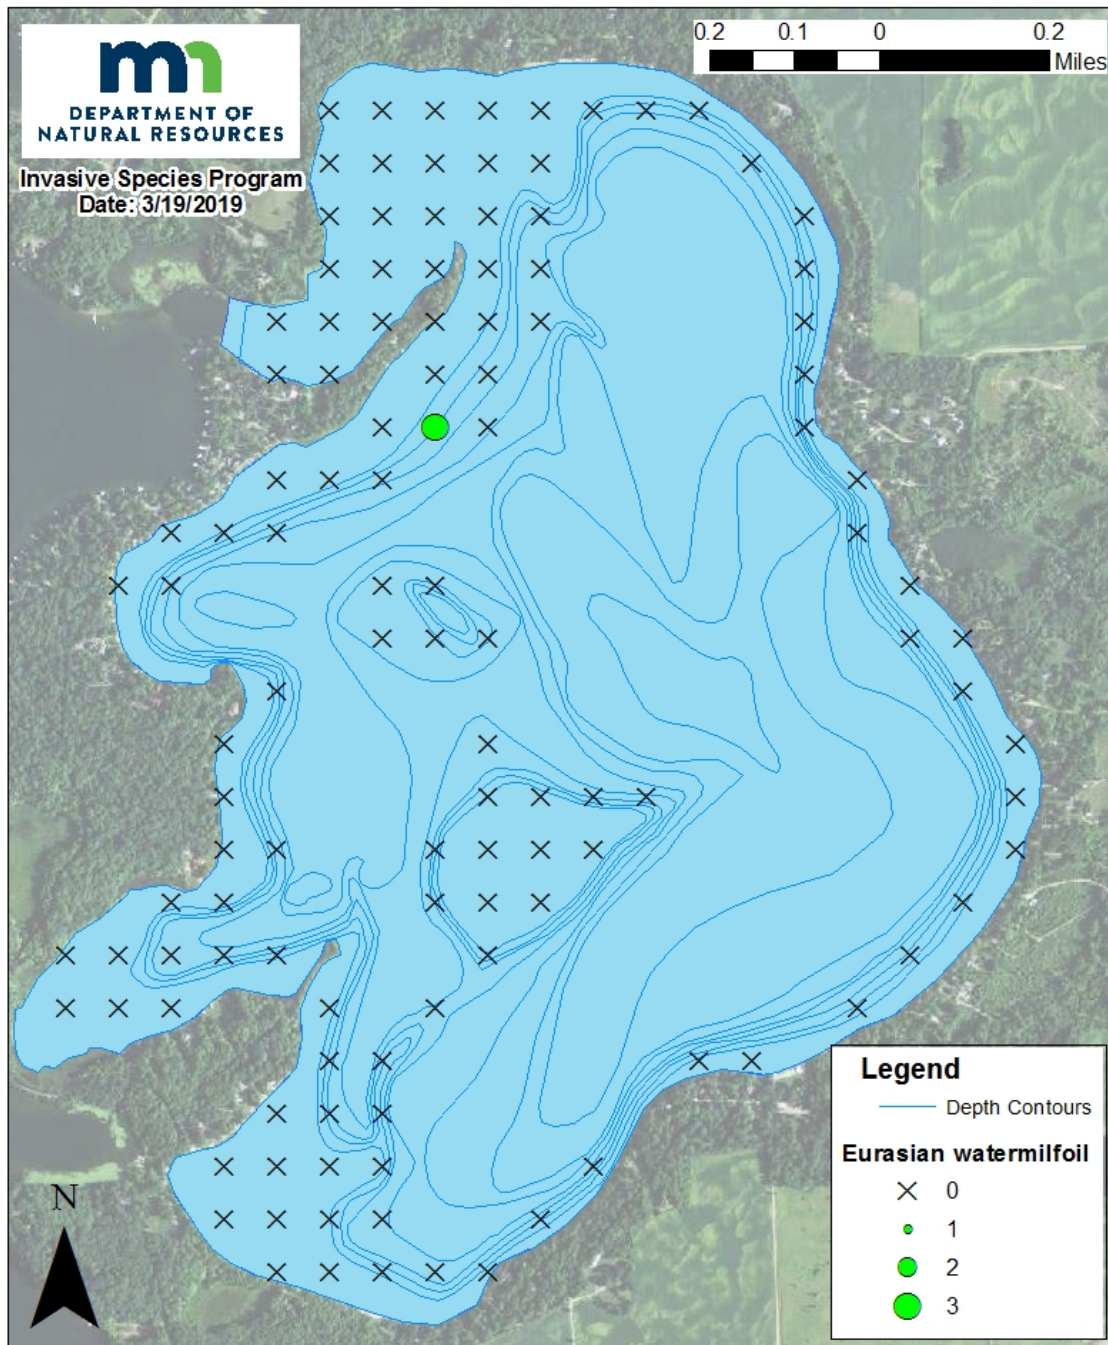 mn
DEPARTMENT OF
NATURAL RESOURCES
Invasive Species Program
Date: 3/19/2019
0.2 0.1 0 0.2
Miles
N
Legend
Depth Contours
Eurasian watermilfoil
0
1
2
3